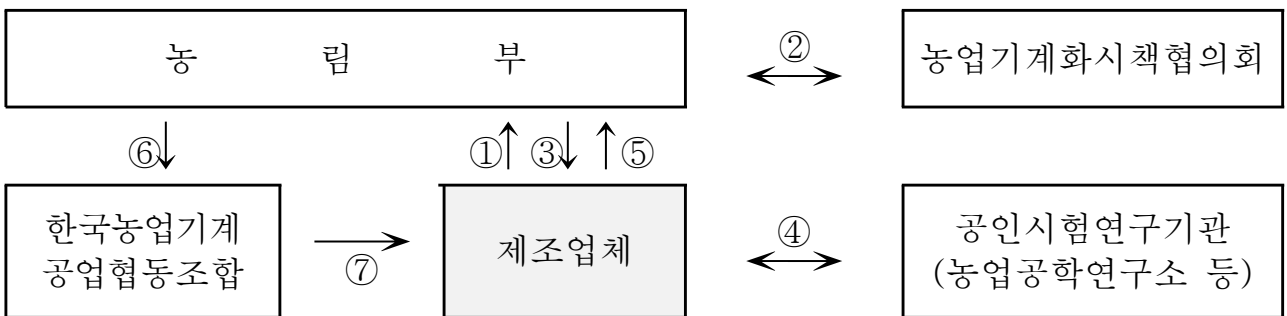 농 림 부
②
농업기계화시책협의회
⑥
①
③
⑤
한국농업기계
공업협동조합
⑦
제조업체
④
공인시험연구기관
(농업공학연구소 등)